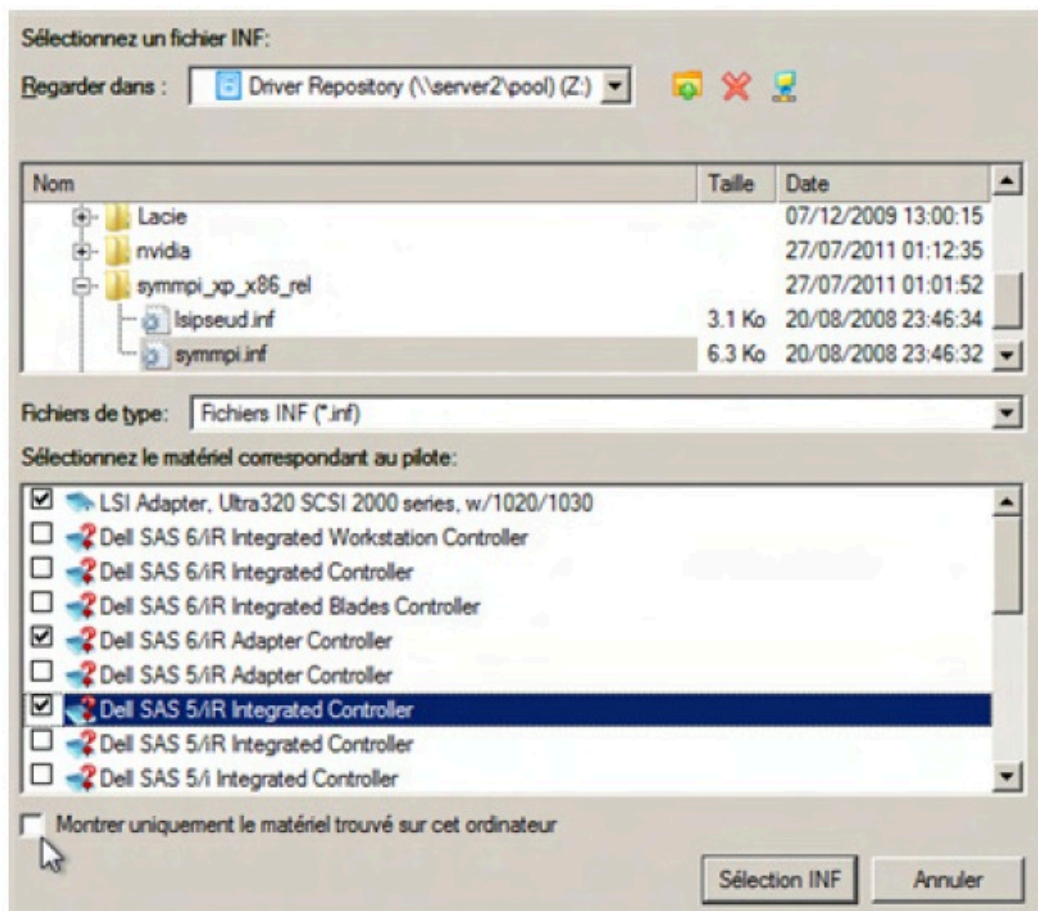 Sélectionnez un fichier INF:
Regarder dans : Driver Repository (\\server2\pool) (Z:)
Nom Taille Date
Lacie 07/12/2009 13:00:15
nvidia 27/07/2011 01:12:35
symmpi_xp_x86_rel 27/07/2011 01:01:52
lsipseud.inf 3.1 Ko 20/08/2008 23:46:34
symmpi.inf 6.3 Ko 20/08/2008 23:46:32
Fichiers de type: Fichiers INF (*.inf)
Sélectionnez le matériel correspondant au pilote:
LSI Adapter, Ultra320 SCSI 2000 series, w/1020/1030
Dell SAS 6/iR Integrated Workstation Controller
Dell SAS 6/iR Integrated Controller
Dell SAS 6/iR Integrated Blades Controller
Dell SAS 6/iR Adapter Controller
Dell SAS 5/iR Adapter Controller
Dell SAS 5/iR Integrated Controller
Dell SAS 5/iR Integrated Controller
Dell SAS 5/i Integrated Controller
Montrer uniquement le matériel trouvé sur cet ordinateur
Sélection INF Annuler